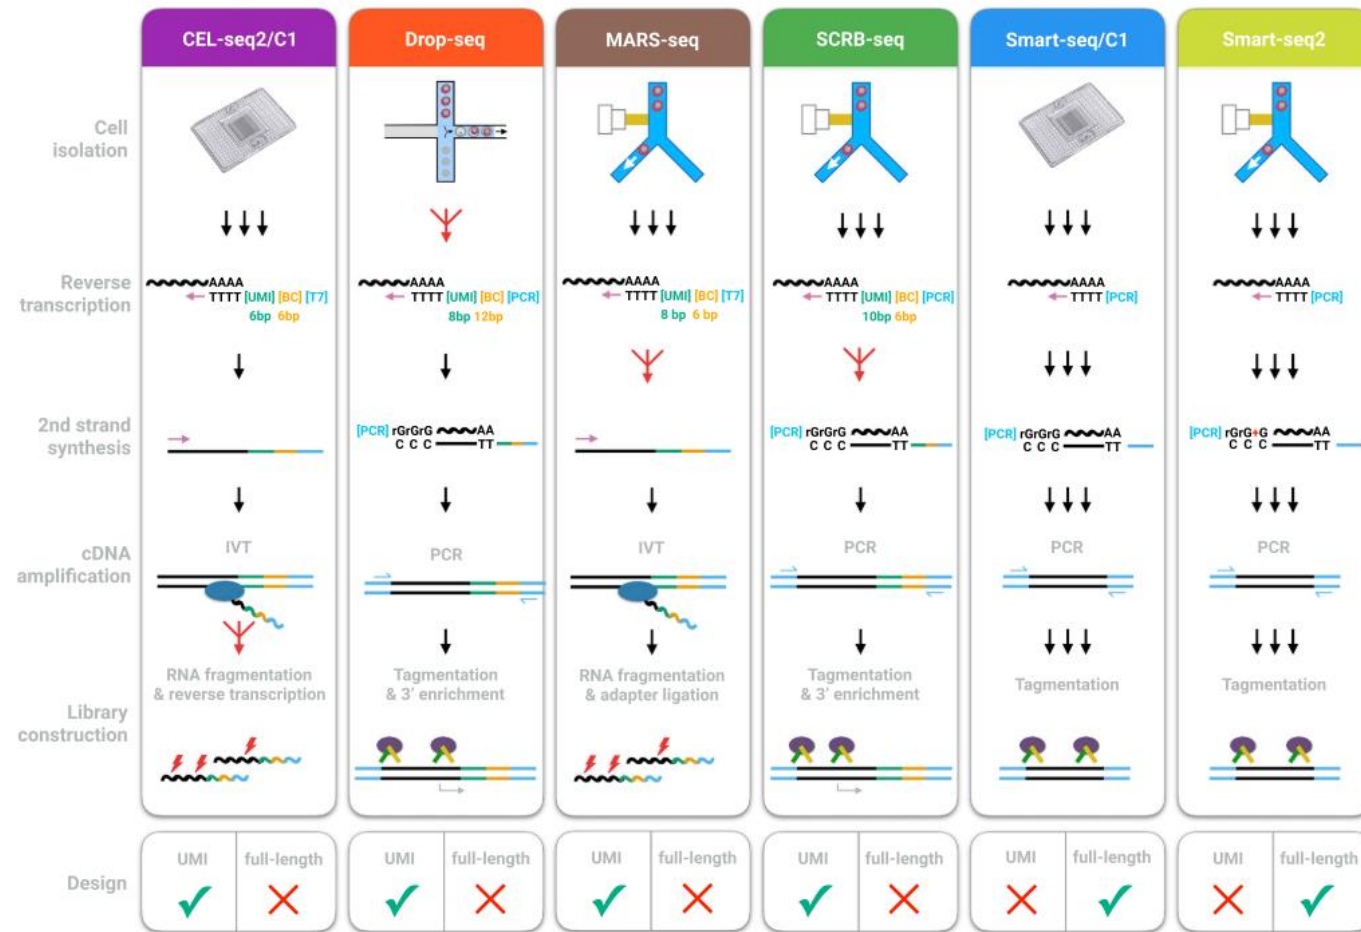 CEL-seq2/C1 Drop-seq MARS-seq SCRB-seq Smart-seq/C1 Smart-seq2
Cell
isolation
Reverse
transcription
AAAA AAAA AAAA AAAA AAAA AAAA
TTTT [UMI] [BC] [T7] TTTT [UMI] [BC] [PCR] TTTT [UMI] [BC] [T7] TTTT [UMI] [BC] [PCR] TTTT [PCR] TTTT [PCR]
6bp 6bp 8bp 12bp 8 bp 6 bp 10bp 6bp
2nd strand
synthesis
[PCR] rGrGrG AA [PCR] rGrGrG AA [PCR] rGrGrG AA [PCR] rGrG+G AA
C C C TT C C C TT C C C TT C C C TT
cDNA
amplification
IVT PCR IVT PCR PCR PCR
Library
construction
RNA fragmentation
& reverse transcription
Tagmentation
& 3' enrichment
RNA fragmentation
& adapter ligation
Tagmentation
& 3' enrichment
Tagmentation
Tagmentation
Design
UMI full-length UMI full-length UMI full-length UMI full-length UMI full-length UMI full-length